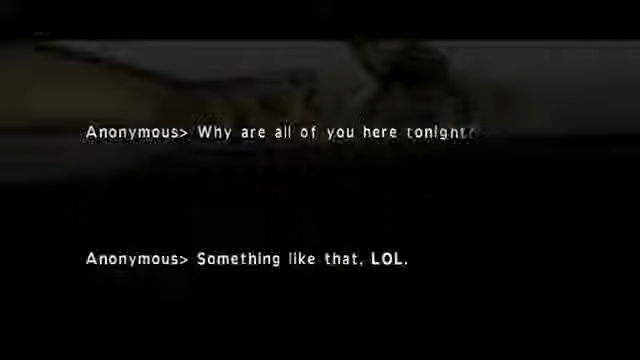 Anonymous> Why are all of you here tonight?
Anonymous> Something like that, LOL.